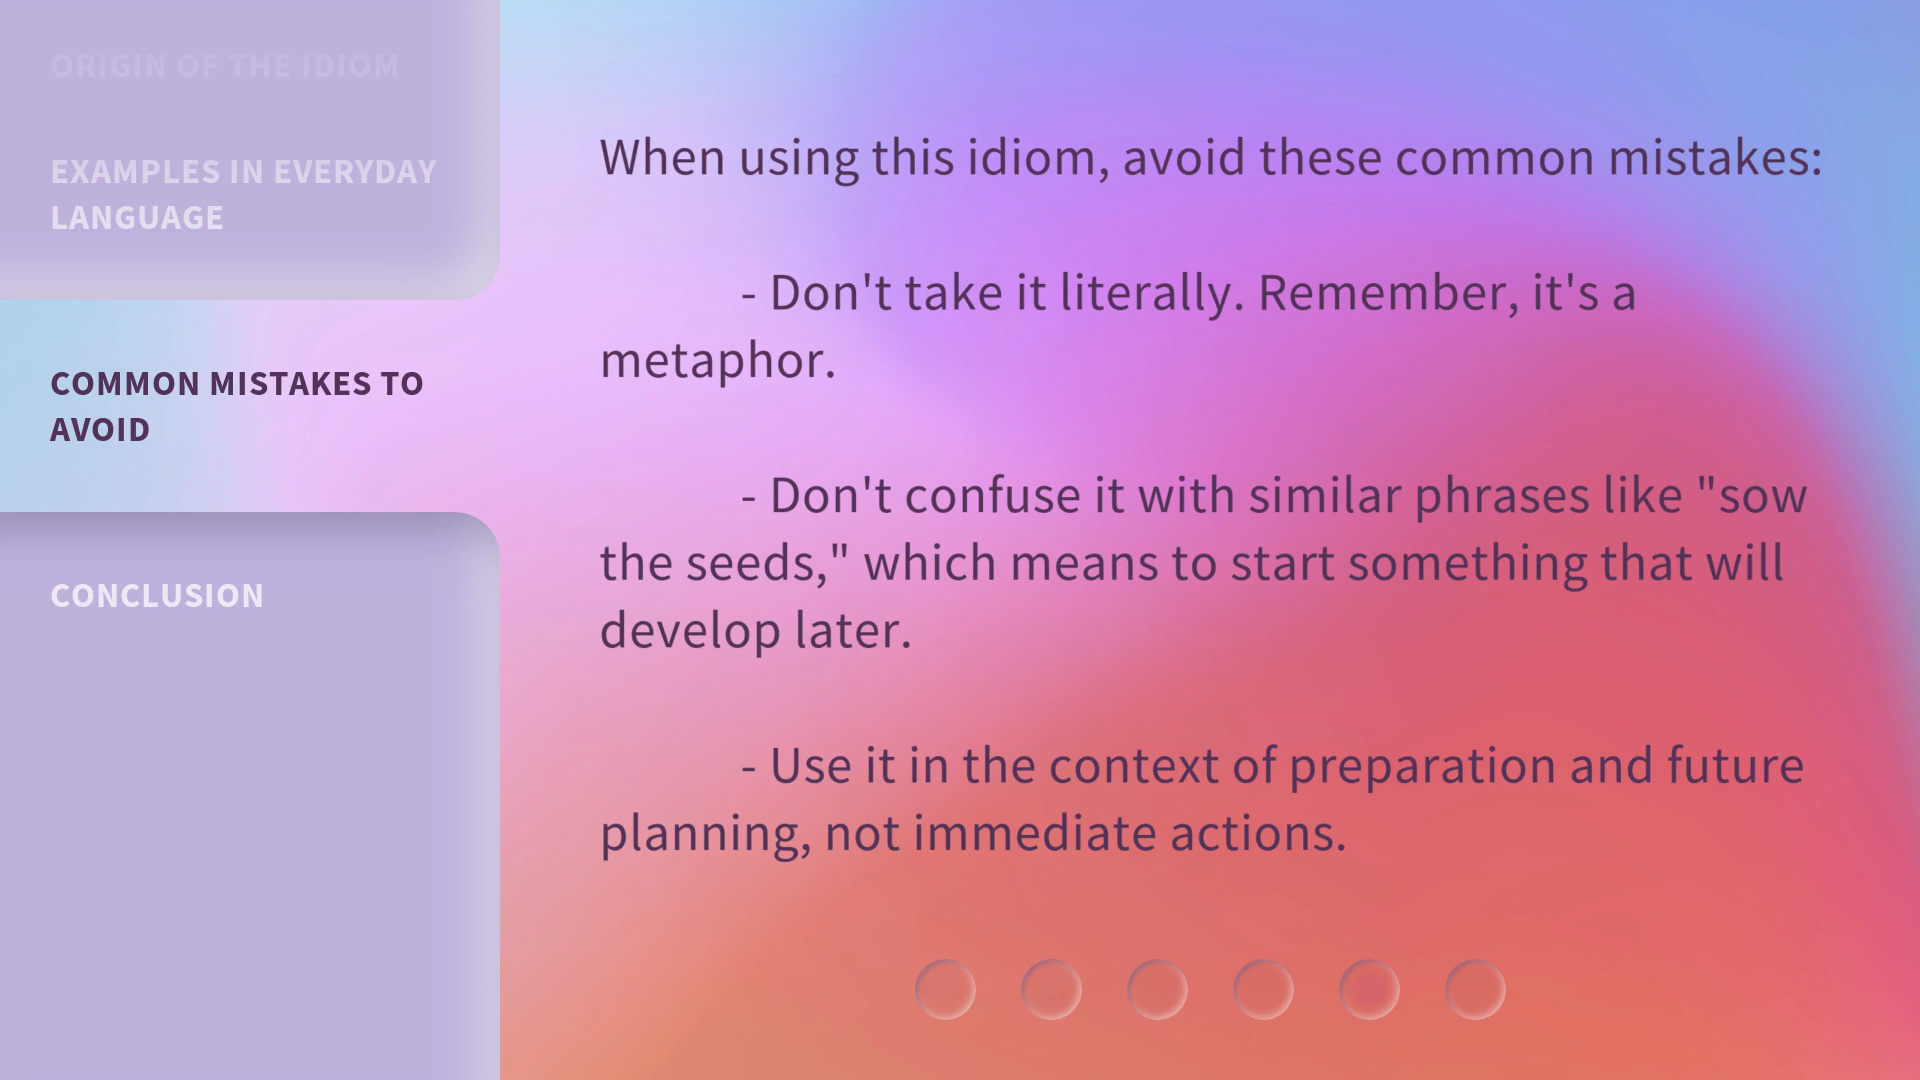 ORIGIN OF THE IDIOM
EXAMPLES IN EVERYDAY
LANGUAGE
COMMON MISTAKES TO
AVOID
CONCLUSION
When using this idiom, avoid these common mistakes:
- Don't take it literally. Remember, it's a
metaphor.
- Don't confuse it with similar phrases like "sow
the seeds," which means to start something that will
develop later.
- Use it in the context of preparation and future
planning, not immediate actions.